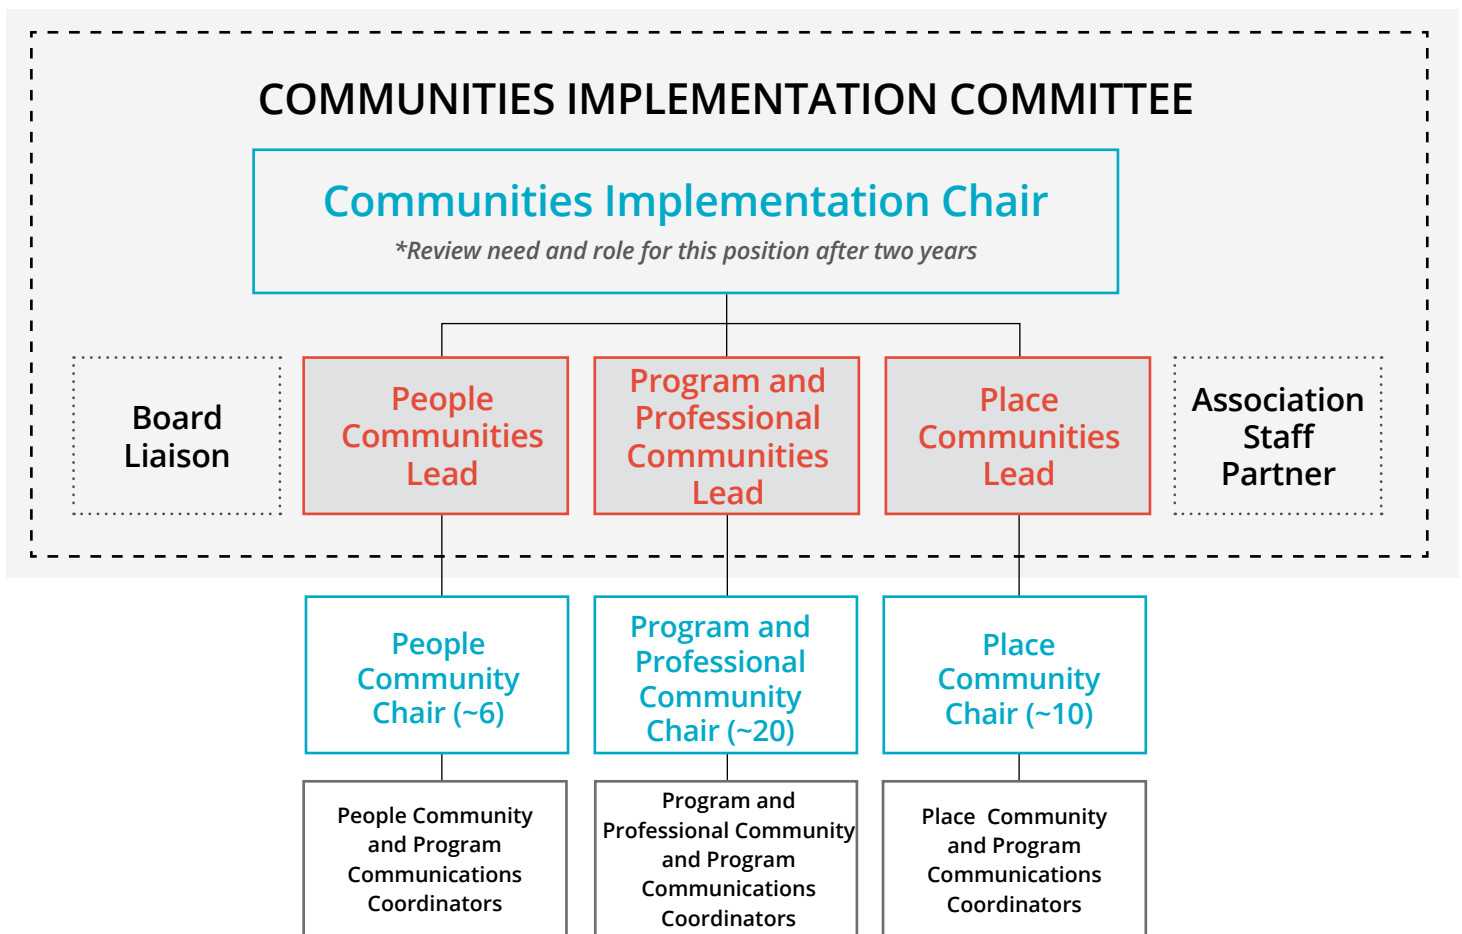 COMMUNITIES IMPLEMENTATION COMMITTEE
Communities Implementation Chair
*Review need and role for this position after two years
Board
Liaison
People
Communities
Lead
Program and
Professional
Communities
Lead
Place
Communities
Lead
Association
Staff
Partner
People
Community
Chair (~6)
Program and
Professional
Community
Chair (~20)
Place
Community
Chair (~10)
People Community
and Program
Communications
Coordinators
Program and
Professional Community
and Program
Communications
Coordinators
Place Community
and Program
Communications
Coordinators